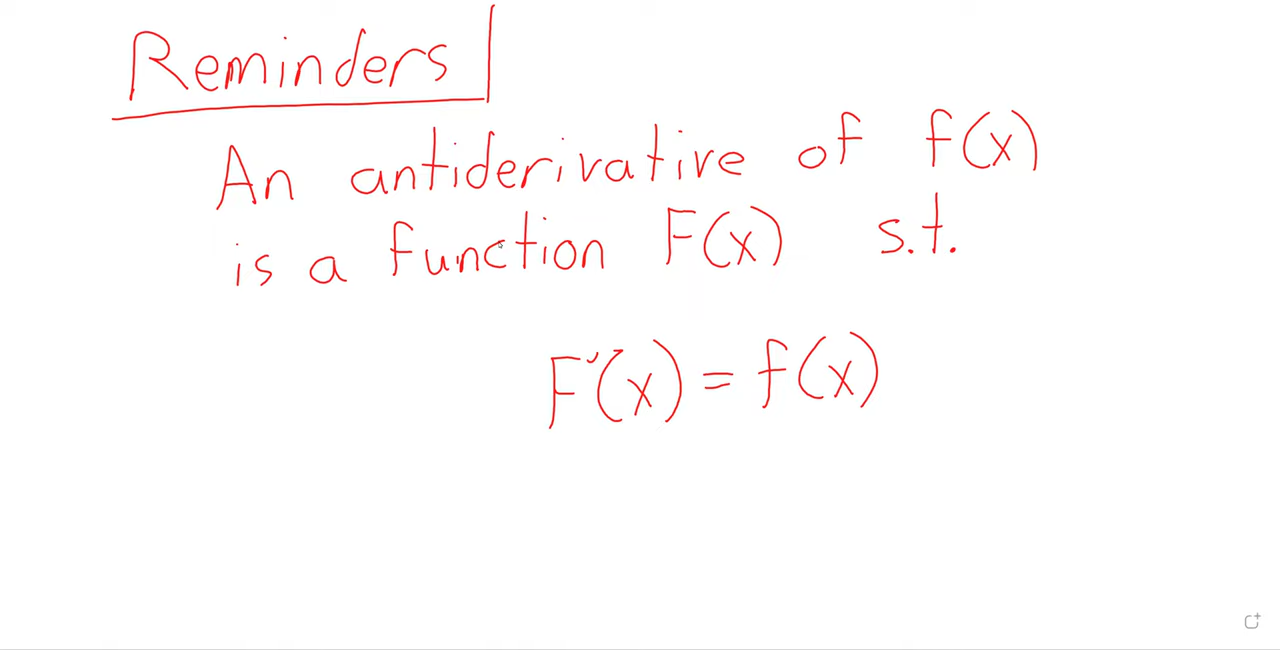 Reminders
An antiderivative of f(x)
is a function F(x) s.t.
F'(x) = f(x)